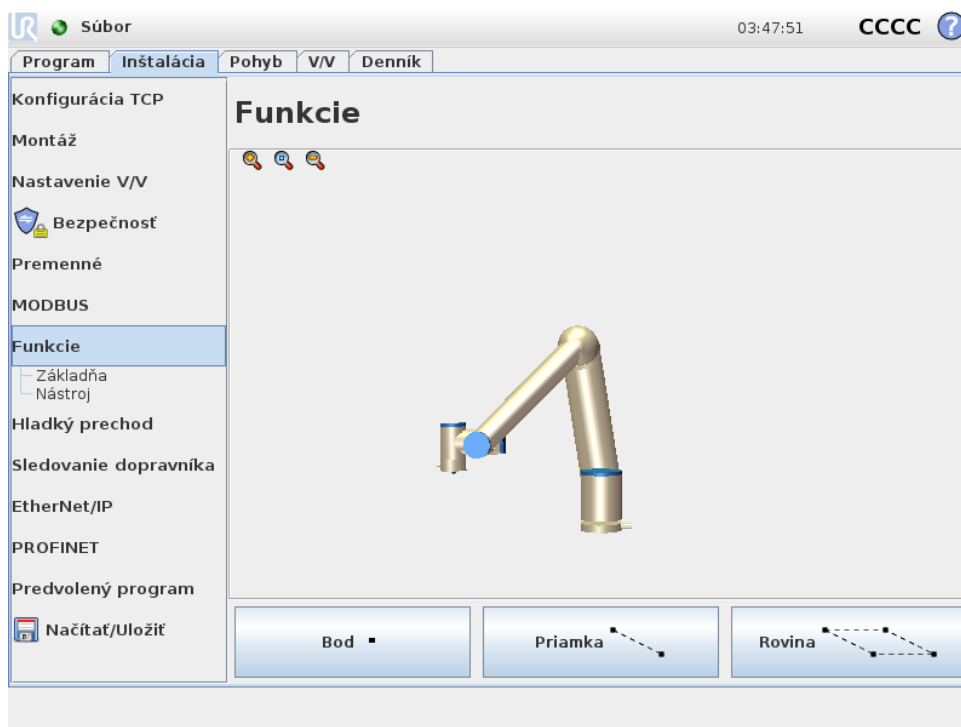 UR Súbor 03:47:51 CCCC ?
Program Inštalácia Pohyb V/V Denník
Konfigurácia TCP
Funkcie
Montáž
Nastavenie V/V
Bezpečnosť
Premenné
MODBUS
Funkcie
Základňa
Nástroj
Hladký prechod
Sledovanie dopravníka
EtherNet/IP
PROFINET
Predvolený program
Načítať/Uložiť
Bod Priamka Rovina